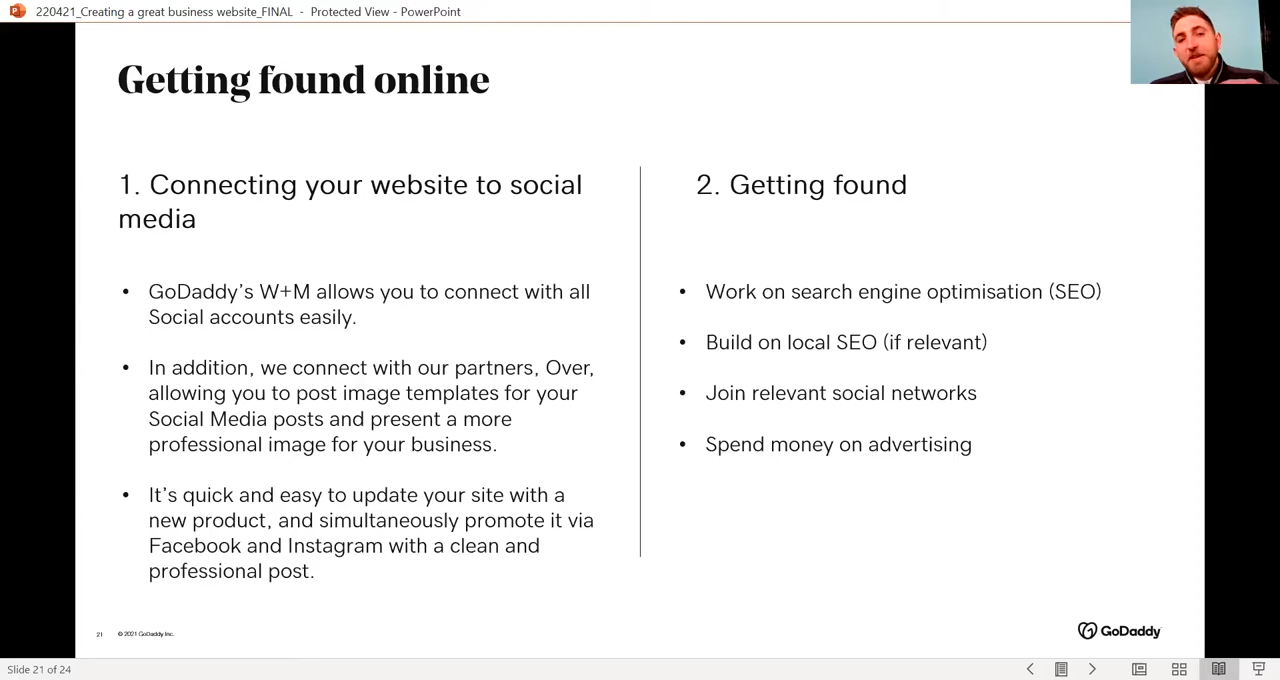 220421_Creating a great business website_FINAL - Protected View - PowerPoint
Getting found online
1. Connecting your website to social
media
• GoDaddy’s W+M allows you to connect with all
Social accounts easily.
• In addition, we connect with our partners, Over,
allowing you to post image templates for your
Social Media posts and present a more
professional image for your business.
• It’s quick and easy to update your site with a
new product, and simultaneously promote it via
Facebook and Instagram with a clean and
professional post.
2. Getting found
• Work on search engine optimisation (SEO)
• Build on local SEO (if relevant)
• Join relevant social networks
• Spend money on advertising
21 © 2021 GoDaddy Inc.
GoDaddy
Slide 21 of 24